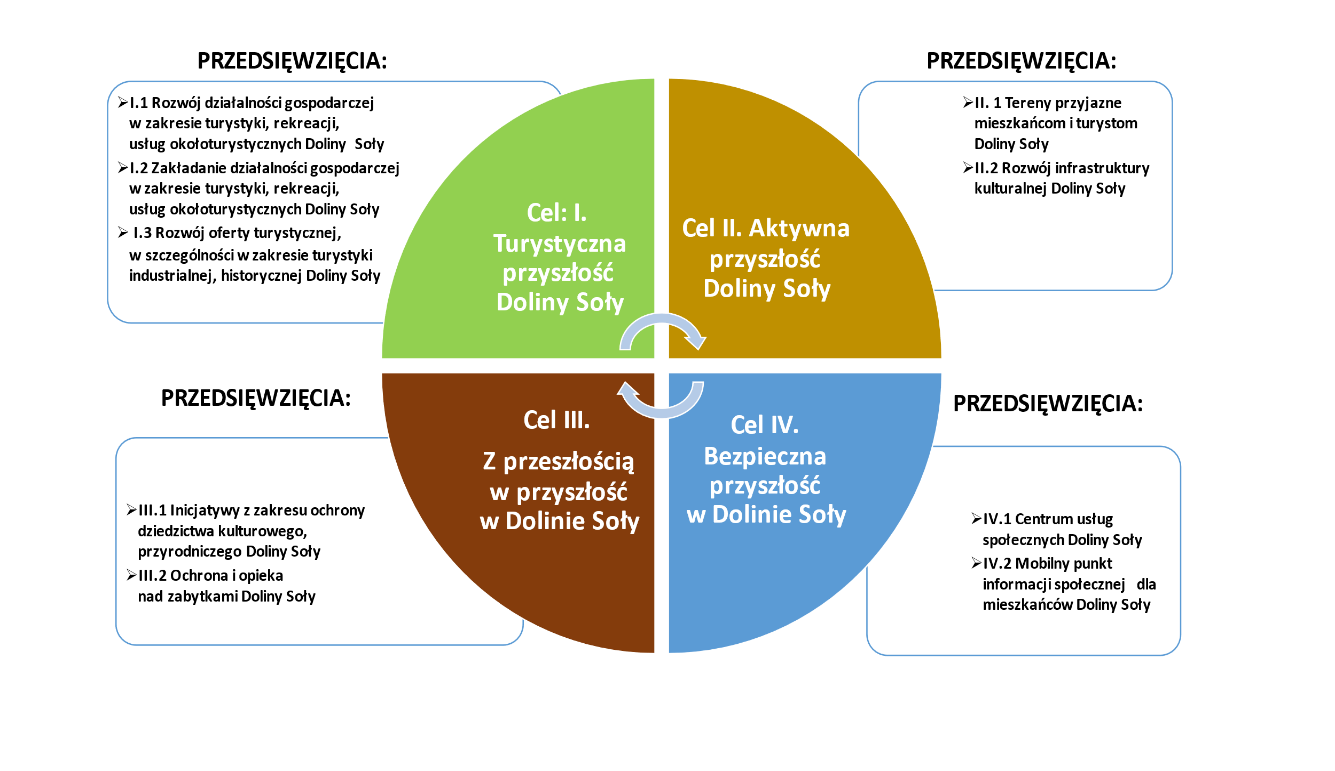 PRZEDSIĘWZIĘCIA:
➢I.1 Rozwój działalności gospodarczej
w zakresie turystyki, rekreacji,
usług okołoturystycznych Doliny Soły
➢I.2 Zakładanie działalności gospodarczej
w zakresie turystyki, rekreacji,
usług okołoturystycznych Doliny Soły
➢ I.3 Rozwój oferty turystycznej,
w szczególności w zakresie turystyki
industrialnej, historycznej Doliny Soły
Cel: I.
Turystyczna
przyszłość
Doliny Soły
PRZEDSIĘWZIĘCIA:
➢II. 1 Tereny przyjazne
mieszkańcom i turystom
Doliny Soły
➢II.2 Rozwój infrastruktury
kulturalnej Doliny Soły
Cel II. Aktywna
przyszłość
Doliny Soły
PRZEDSIĘWZIĘCIA:
➢III.1 Inicjatywy z zakresu ochrony
dziedzictwa kulturowego,
przyrodniczego Doliny Soły
➢III.2 Ochrona i opieka
nad zabytkami Doliny Soły
Cel III.
Z przeszłością
w przyszłość
w Dolinie Soły
PRZEDSIĘWZIĘCIA:
Cel IV.
Bezpieczna
przyszłość
w Dolinie Soły
➢IV.1 Centrum usług
społecznych Doliny Soły
➢IV.2 Mobilny punkt
informacji społecznej dla
mieszkańców Doliny Soły